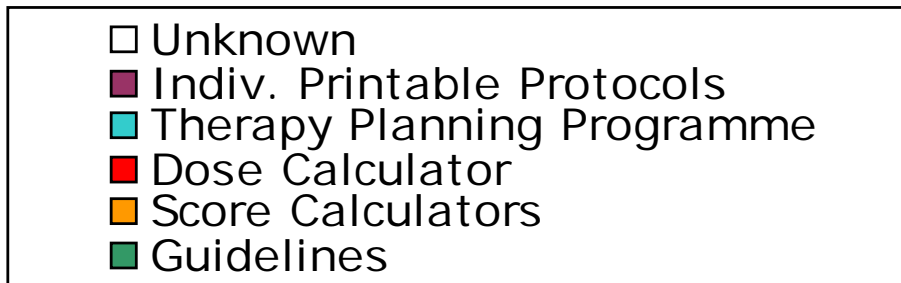 Unknown
Indiv. Printable Protocols
Therapy Planning Programme
Dose Calculator
Score Calculators
Guidelines